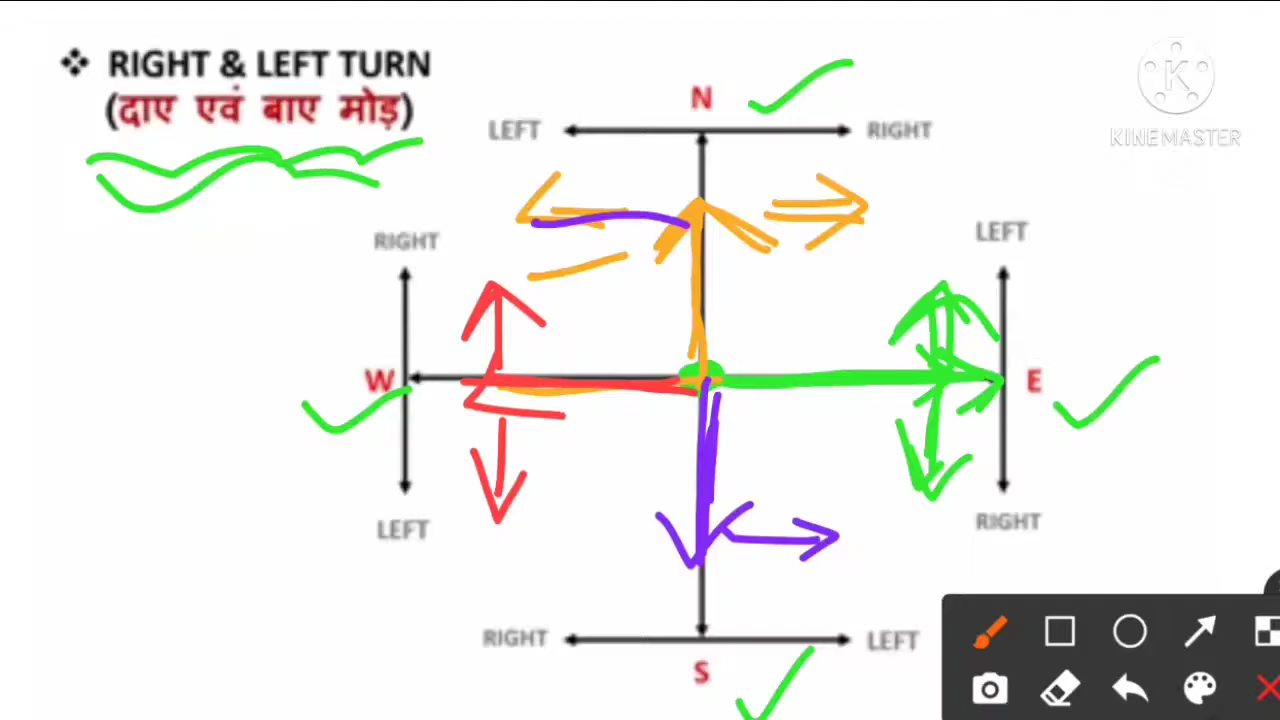 ❖ RIGHT & LEFT TURN
(दाए एवं बाए मोड़)
K
KINEMASTER
N
LEFT
RIGHT
RIGHT
LEFT
W
E
LEFT
RIGHT
RIGHT
LEFT
S